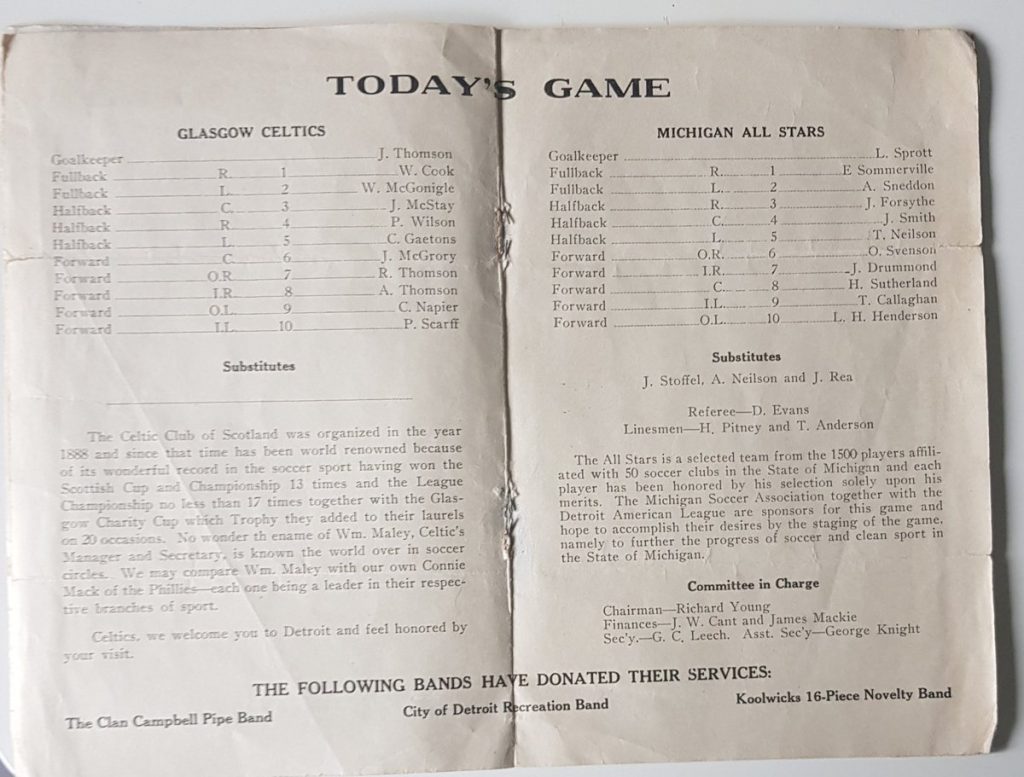 TODAY'S GAME
GLASGOW CELTICS
Goalkeeper J. Thomson
Fullback R. 1 W. Cook
Fullback L. 2 W. McGonigle
Halfback C. 3 J. McStay
Halfback R. 4 P. Wilson
Halfback L. 5 C. Gaetons
Forward C. 6 J. McGrory
Forward O.R. 7 R. Thomson
Forward I.R. 8 A. Thomson
Forward O.L. 9 C. Napier
Forward I.L. 10 P. Scarff
Substitutes
The Celtic Club of Scotland was organized in the year
1888 and since that time has been world renowned because
of its wonderful record in the soccer sport having won the
Scottish Cup and Championship 13 times and the League
Championship no less than 17 times together with the Glas-
gow Charity Cup which Trophy they added to their laurels
on 20 occasions. No wonder th ename of Wm. Maley, Celtic's
Manager and Secretary, is known the world over in soccer
circles. We may compare Wm. Maley with our own Connie
Mack of the Phillies—each one being a leader in their respec-
tive branches of sport.
Celtics, we welcome you to Detroit and feel honored by
your visit.
MICHIGAN ALL STARS
Goalkeeper L. Sprott
Fullback R. 1 E Sommerville
Fullback L. 2 A. Sneddon
Halfback R. 3 J. Forsythe
Halfback C. 4 J. Smith
Halfback L. 5 T. Neilson
Forward O.R. 6 O. Svenson
Forward I.R. 7 J. Drummond
Forward C. 8 H. Sutherland
Forward I.L. 9 T. Callaghan
Forward O.L. 10 L. H. Henderson
Substitutes
J. Stoffel, A. Neilson and J. Rea
Referee—D. Evans
Linesmen—H. Pitney and T. Anderson
The All Stars is a selected team from the 1500 players affili-
ated with 50 soccer clubs in the State of Michigan and each
player has been honored by his selection solely upon his
merits. The Michigan Soccer Association together with the
Detroit American League are sponsors for this game and
hope to accomplish their desires by the staging of the game,
namely to further the progress of soccer and clean sport in
the State of Michigan.
Committee in Charge
Chairman—Richard Young
Finances—J. W. Cant and James Mackie
Sec'y.—G. C. Leech. Asst. Sec'y—George Knight
THE FOLLOWING BANDS HAVE DONATED THEIR SERVICES:
The Clan Campbell Pipe Band City of Detroit Recreation Band Koolwicks 16-Piece Novelty Band